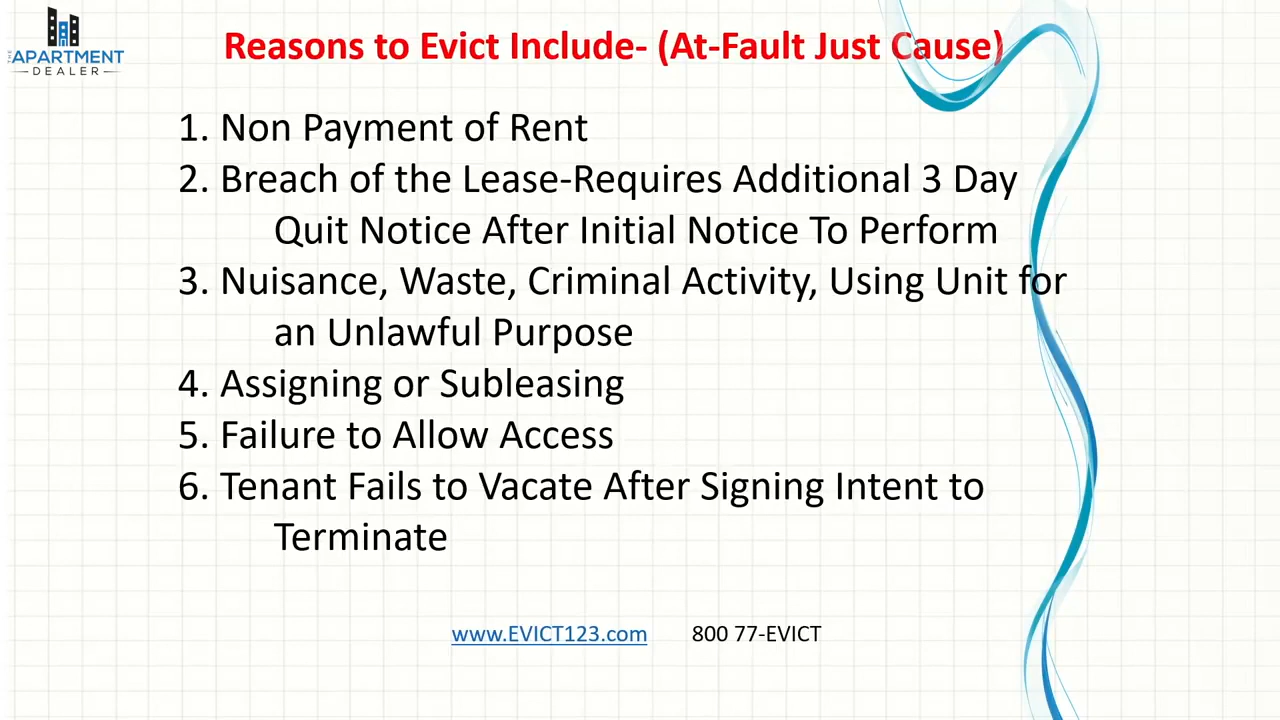 THE
APARTMENT
DEALER
Reasons to Evict Include- (At-Fault Just Cause)
1. Non Payment of Rent
2. Breach of the Lease-Requires Additional 3 Day
Quit Notice After Initial Notice To Perform
3. Nuisance, Waste, Criminal Activity, Using Unit for
an Unlawful Purpose
4. Assigning or Subleasing
5. Failure to Allow Access
6. Tenant Fails to Vacate After Signing Intent to
Terminate
www.EVICT123.com 800 77-EVICT